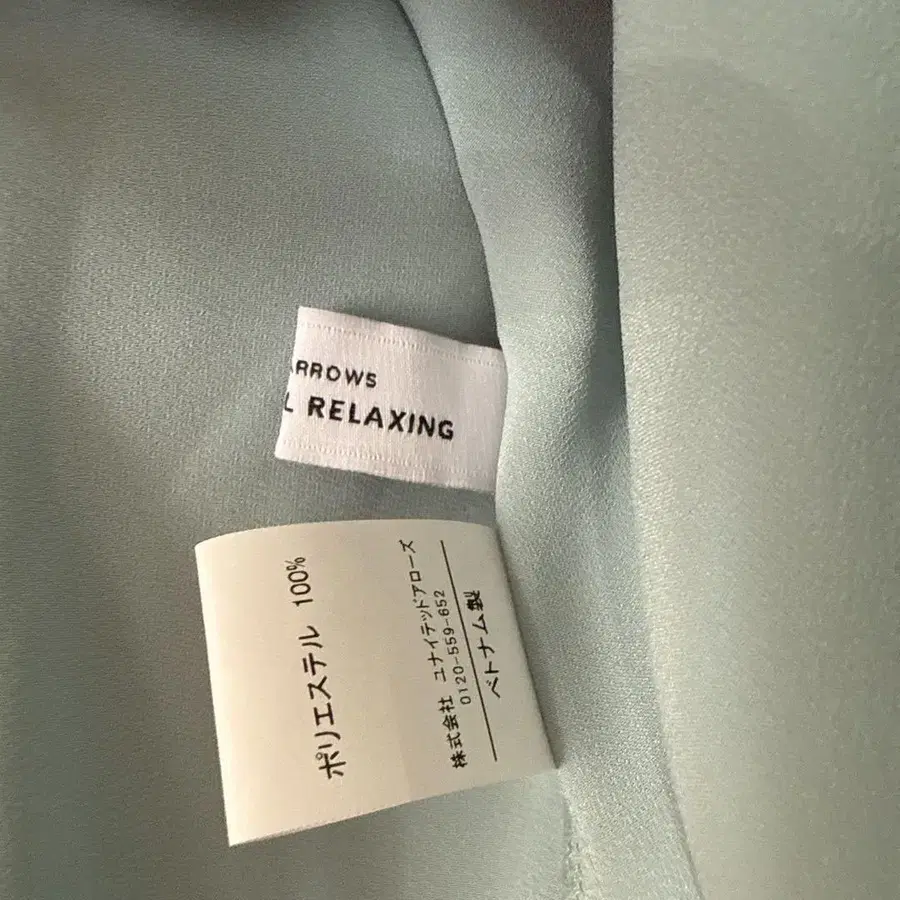 ARROWS
L RELAXING
ポリエステル 100%
株式会社 ユナイテッドアローズ
0120-559-652
ベトナム製